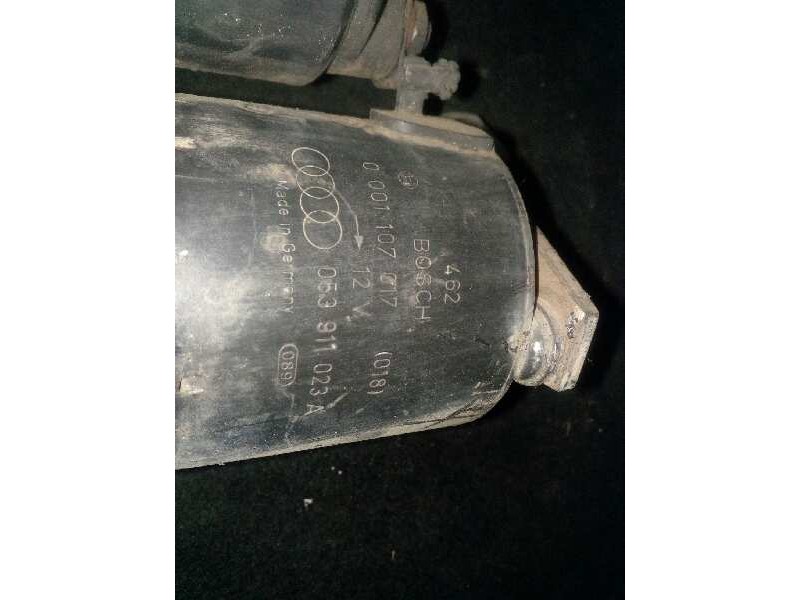 462
BOSCH
0 001 107 017 (018)
12 V
053 911 023 A
Made in Germany (089)